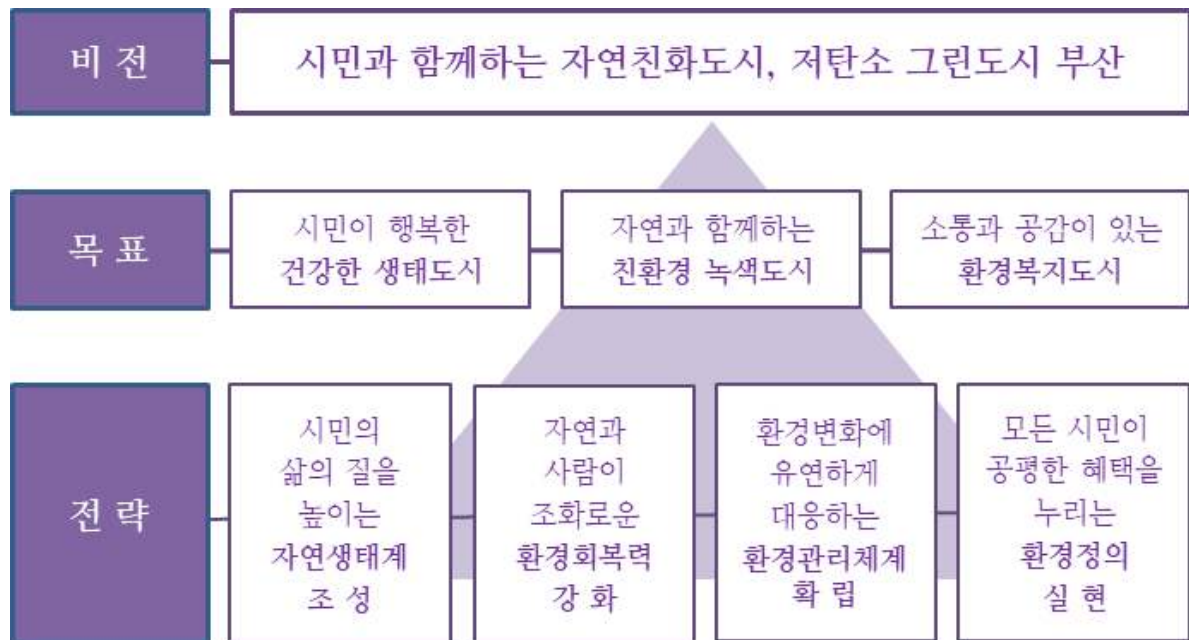 비 전
시민과 함께하는 자연친화도시, 저탄소 그린도시 부산
목 표
시민이 행복한
건강한 생태도시
자연과 함께하는
친환경 녹색도시
소통과 공감이 있는
환경복지도시
전 략
시민의
삶의 질을
높이는
자연생태계
조 성
자연과
사람이
조화로운
환경회복력
강 화
환경변화에
유연하게
대응하는
환경관리체계
확 립
모든 시민이
공평한 혜택을
누리는
환경정의
실 현